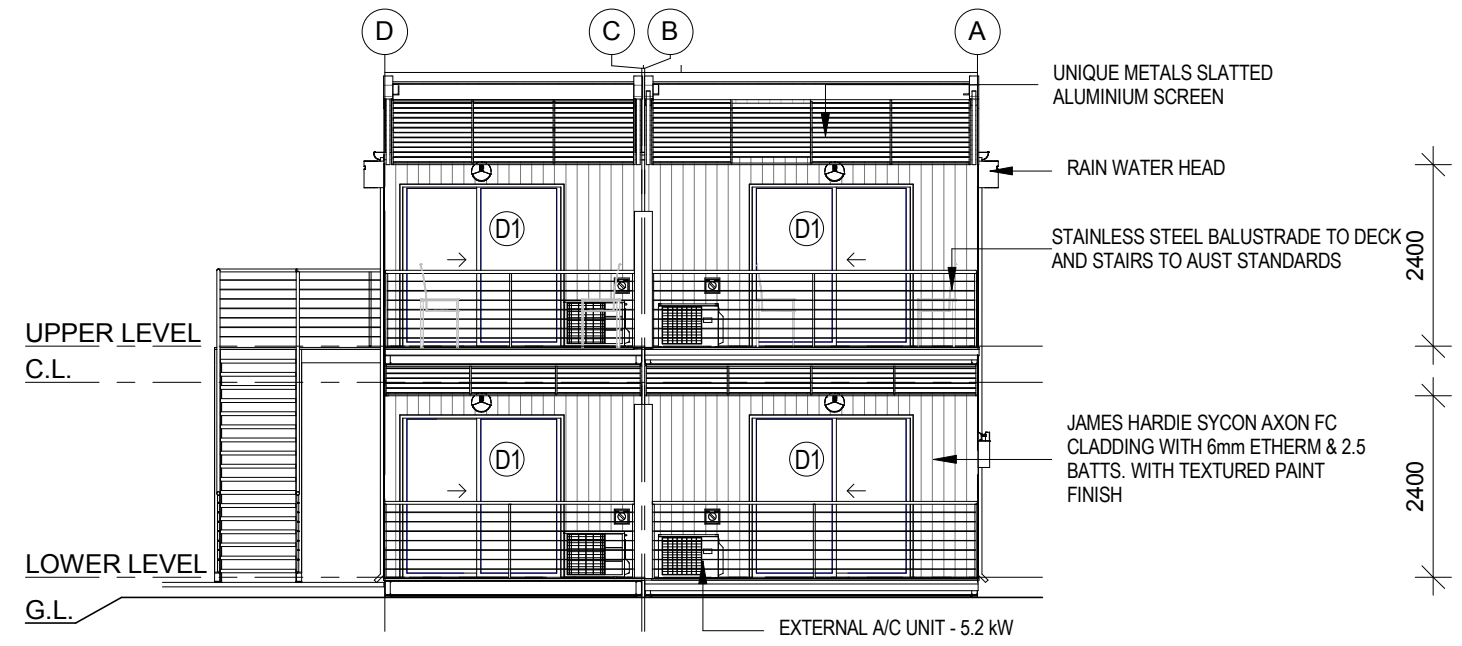 D
C
B
A
UNIQUE METALS SLATTED
ALUMINIUM SCREEN
RAIN WATER HEAD
D1
D1
STAINLESS STEEL BALUSTRADE TO DECK
AND STAIRS TO AUST STANDARDS
2400
UPPER LEVEL
C.L.
D1
D1
JAMES HARDIE SYCON AXON FC
CLADDING WITH 6mm ETHERM & 2.5
BATTS. WITH TEXTURED PAINT
FINISH
2400
LOWER LEVEL
G.L.
EXTERNAL A/C UNIT - 5.2 kW